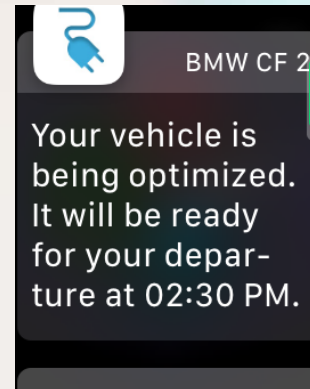 BMW CF 2
Your vehicle is
being optimized.
It will be ready
for your depar-
ture at 02:30 PM.